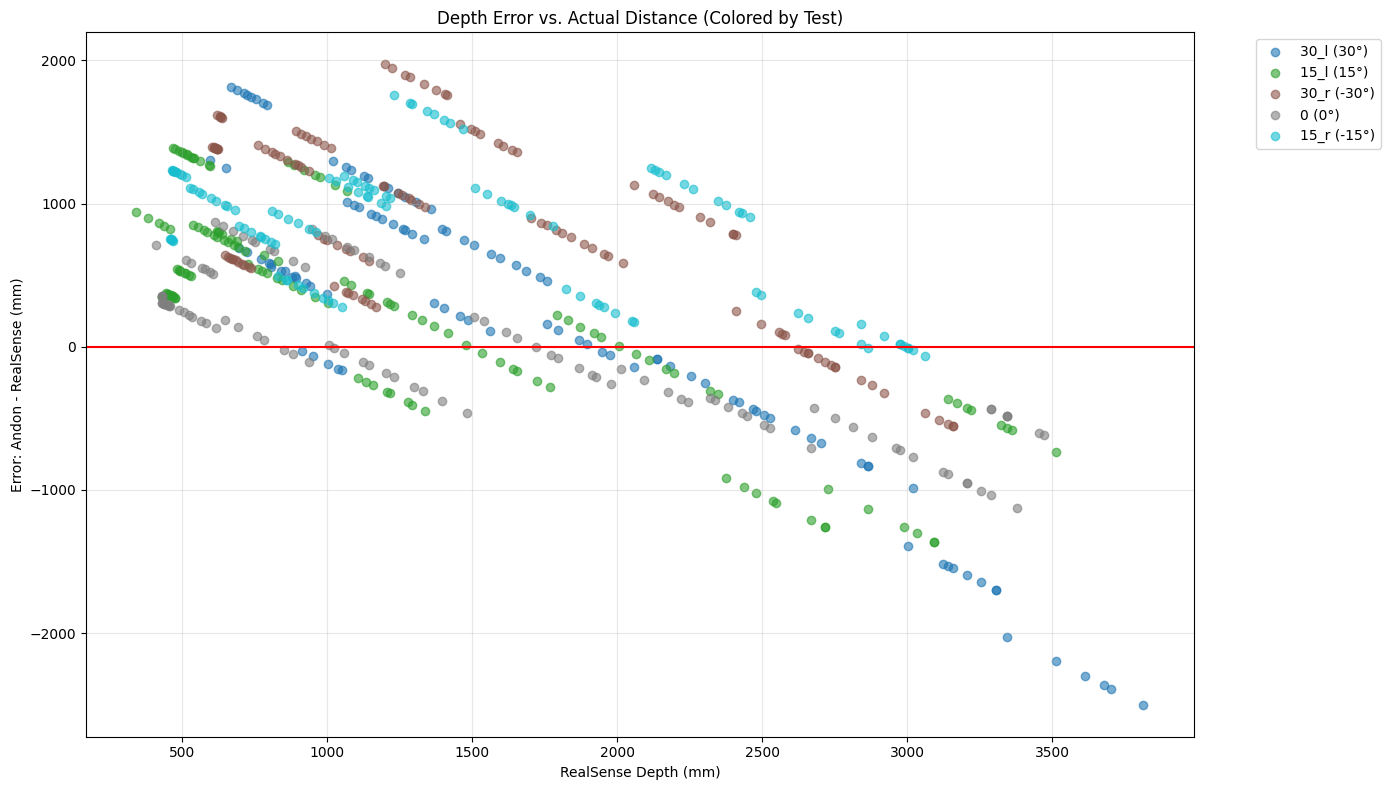 Depth Error vs. Actual Distance (Colored by Test)
30_l (30°)
15_l (15°)
30_r (-30°)
0 (0°)
15_r (-15°)
Error: Andon - RealSense (mm)
2000
1000
0
−1000
−2000
500 1000 1500 2000 2500 3000 3500
RealSense Depth (mm)